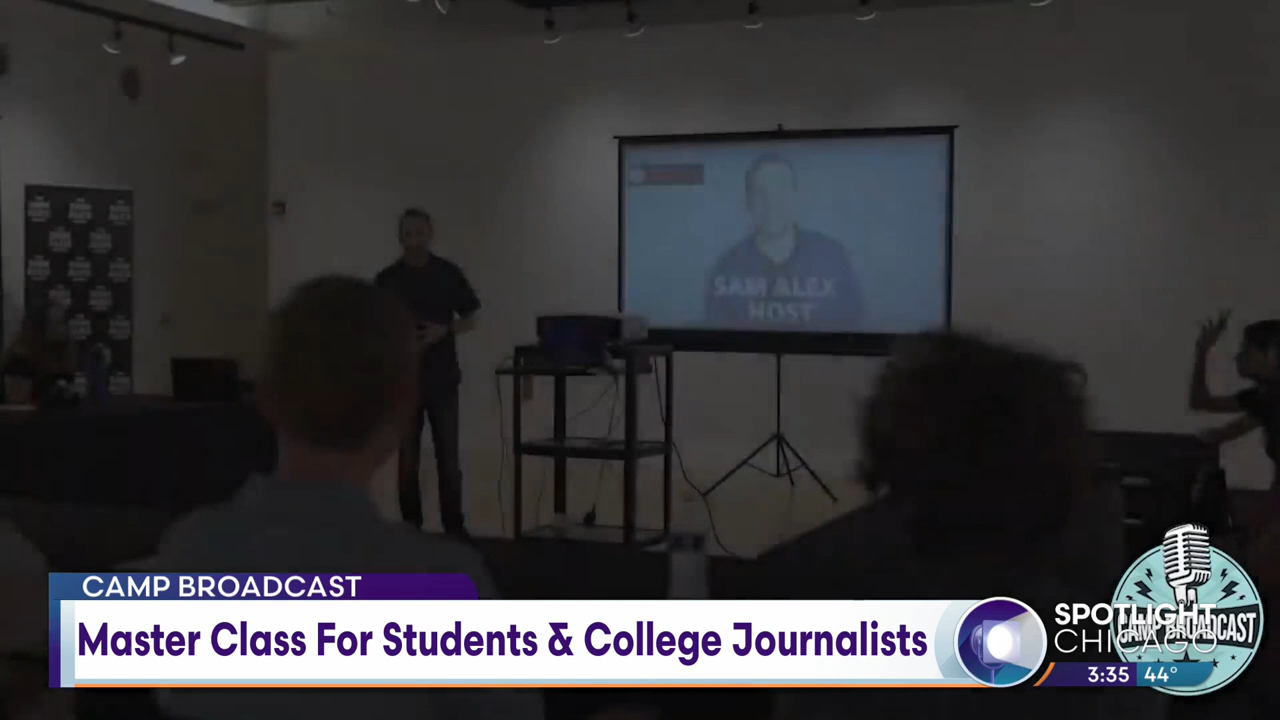 SAM ALEX
HOST
CAMP BROADCAST
Master Class For Students & College Journalists
SPOTLIGHT
CHICAGO
CAMP BROADCAST
3:35 44°